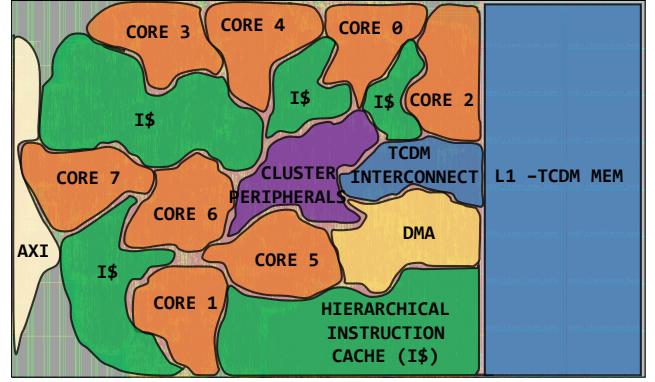 CORE 3
CORE 4
CORE 0
I$
I$
I$
CORE 2
CORE 7
CLUSTER
PERIPHERALS
TCDM
INTERCONNECT
L1 –TCDM MEM
CORE 6
DMA
AXI
I$
CORE 5
CORE 1
HIERARCHICAL
INSTRUCTION
CACHE (I$)